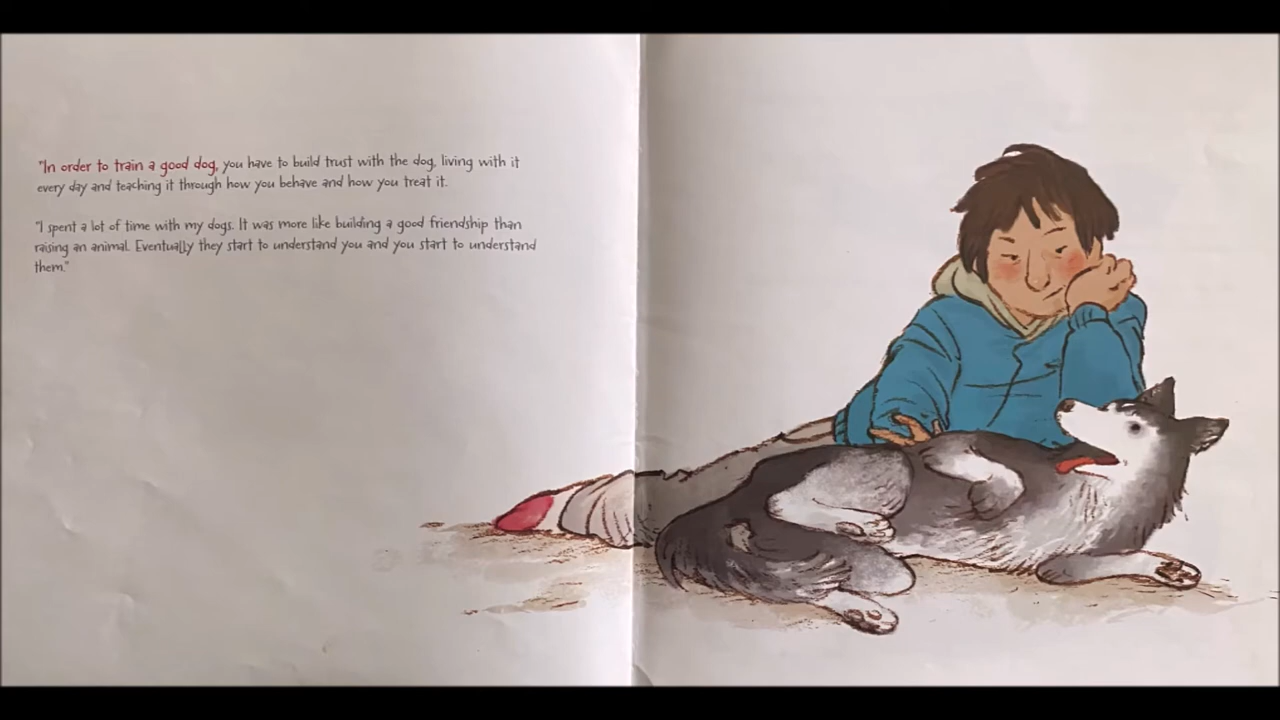 "In order to train a good dog, you have to build trust with the dog, living with it
every day and teaching it through how you behave and how you treat it.
"I spent a lot of time with my dogs. It was more like building a good friendship than
raising an animal. Eventually they start to understand you and you start to understand
them."